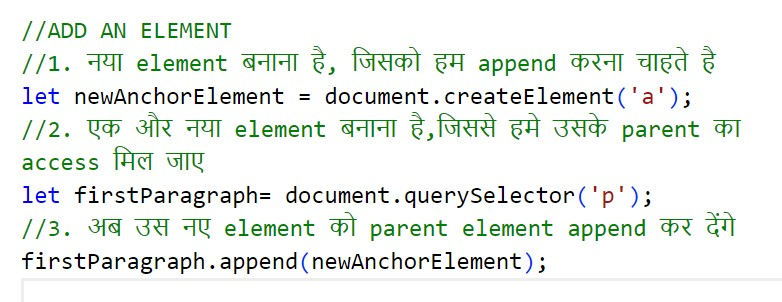 //ADD AN ELEMENT
//1. नया element बनाना है, जिसको हम append करना चाहते है
let newAnchorElement = document.createElement('a');
//2. एक और नया element बनाना है,जिससे हमे उसके parent का
access मिल जाए
let firstParagraph= document.querySelector('p');
//3. अब उस नए element को parent element append कर देंगे
firstParagraph.append(newAnchorElement);